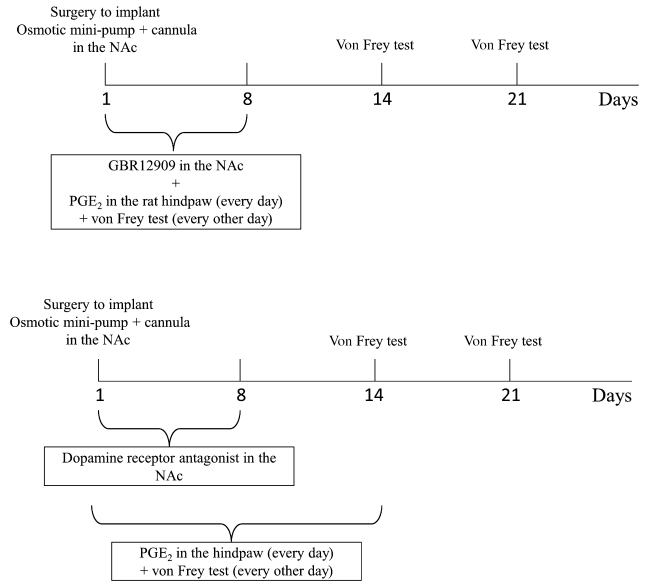 Surgery to implant
Osmotic mini-pump + cannula
in the NAc
Von Frey test
Von Frey test
1
8
14
21
Days
GBR12909 in the NAc
+
PGE₂ in the rat hindpaw (every day)
+ von Frey test (every other day)
Surgery to implant
Osmotic mini-pump + cannula
in the NAc
Von Frey test
Von Frey test
1
8
14
21
Days
Dopamine receptor antagonist in the
NAc
PGE₂ in the hindpaw (every day)
+ von Frey test (every other day)